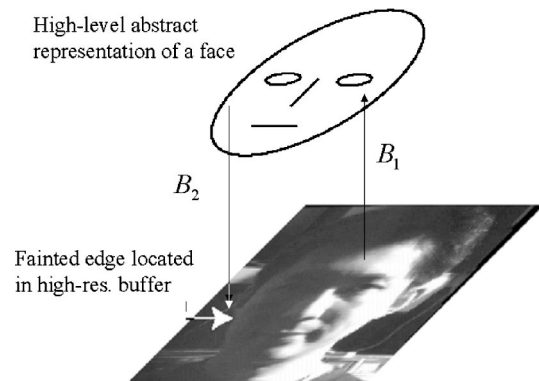 High-level abstract
representation of a face
B₂
B₁
Fainted edge located
in high-res. buffer